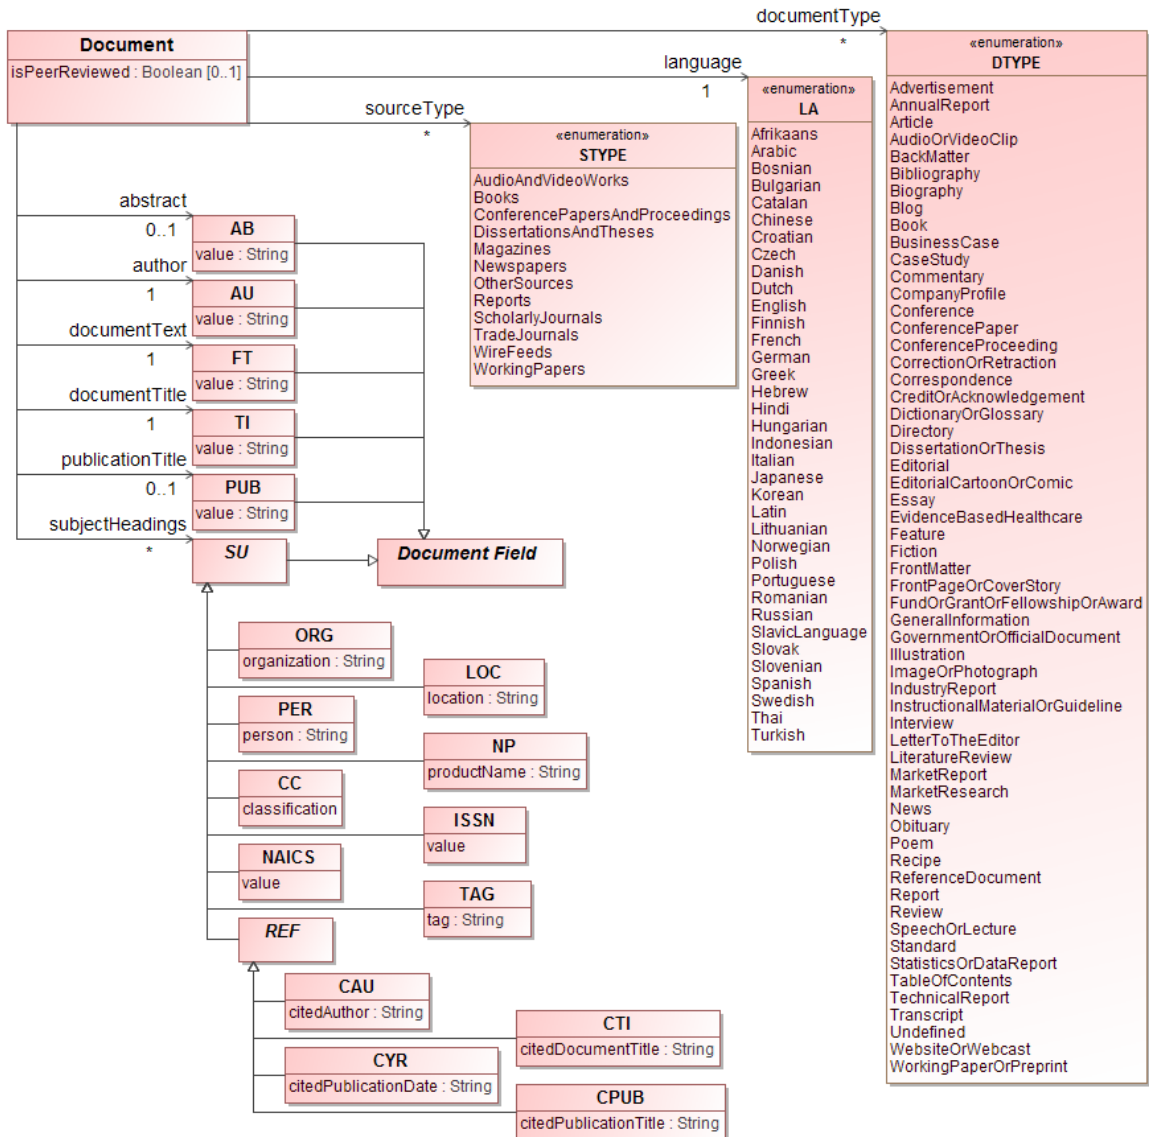 documentType
*
Document
isPeerReviewed : Boolean [0..1]
language
1
sourceType
*
«enumeration»
DTYPE
Advertisement
AnnualReport
Article
AudioOrVideoClip
BackMatter
Bibliography
Biography
Blog
Book
BusinessCase
CaseStudy
Commentary
CompanyProfile
Conference
ConferencePaper
ConferenceProceeding
CorrectionOrRetraction
Correspondence
CreditOrAcknowledgement
DictionaryOrGlossary
Directory
DissertationOrThesis
Editorial
EditorialCartoonOrComic
Essay
EvidenceBasedHealthcare
Feature
Fiction
FrontMatter
FrontPageOrCoverStory
FundOrGrantOrFellowshipOrAward
GeneralInformation
GovernmentOrOfficialDocument
Illustration
ImageOrPhotograph
IndustryReport
InstructionalMaterialOrGuideline
Interview
LetterToTheEditor
LiteratureReview
MarketReport
MarketResearch
News
Obituary
Poem
Recipe
ReferenceDocument
Report
Review
SpeechOrLecture
Standard
StatisticsOrDataReport
TableOfContents
TechnicalReport
Transcript
Undefined
WebsiteOrWebcast
WorkingPaperOrPreprint
«enumeration»
LA
Afrikaans
Arabic
Bosnian
Bulgarian
Catalan
Chinese
Croatian
Czech
Danish
Dutch
English
Finnish
French
German
Greek
Hebrew
Hindi
Hungarian
Indonesian
Italian
Japanese
Korean
Latin
Lithuanian
Norwegian
Polish
Portuguese
Romanian
Russian
SlavicLanguage
Slovak
Slovenian
Spanish
Swedish
Thai
Turkish
«enumeration»
STYPE
AudioAndVideoWorks
Books
ConferencePapersAndProceedings
DissertationsAndTheses
Magazines
Newspapers
OtherSources
Reports
ScholarlyJournals
TradeJournals
WireFeeds
WorkingPapers
abstract
0..1
AB
value : String
author
1
AU
value : String
documentText
1
FT
value : String
documentTitle
1
TI
value : String
publicationTitle
0..1
PUB
value : String
subjectHeadings
*
SU
Document Field
ORG
organization : String
LOC
location : String
PER
person : String
NP
productName : String
CC
classification
ISSN
value
NAICS
value
TAG
tag : String
REF
CAU
citedAuthor : String
CTI
citedDocumentTitle : String
CYR
citedPublicationDate : String
CPUB
citedPublicationTitle : String